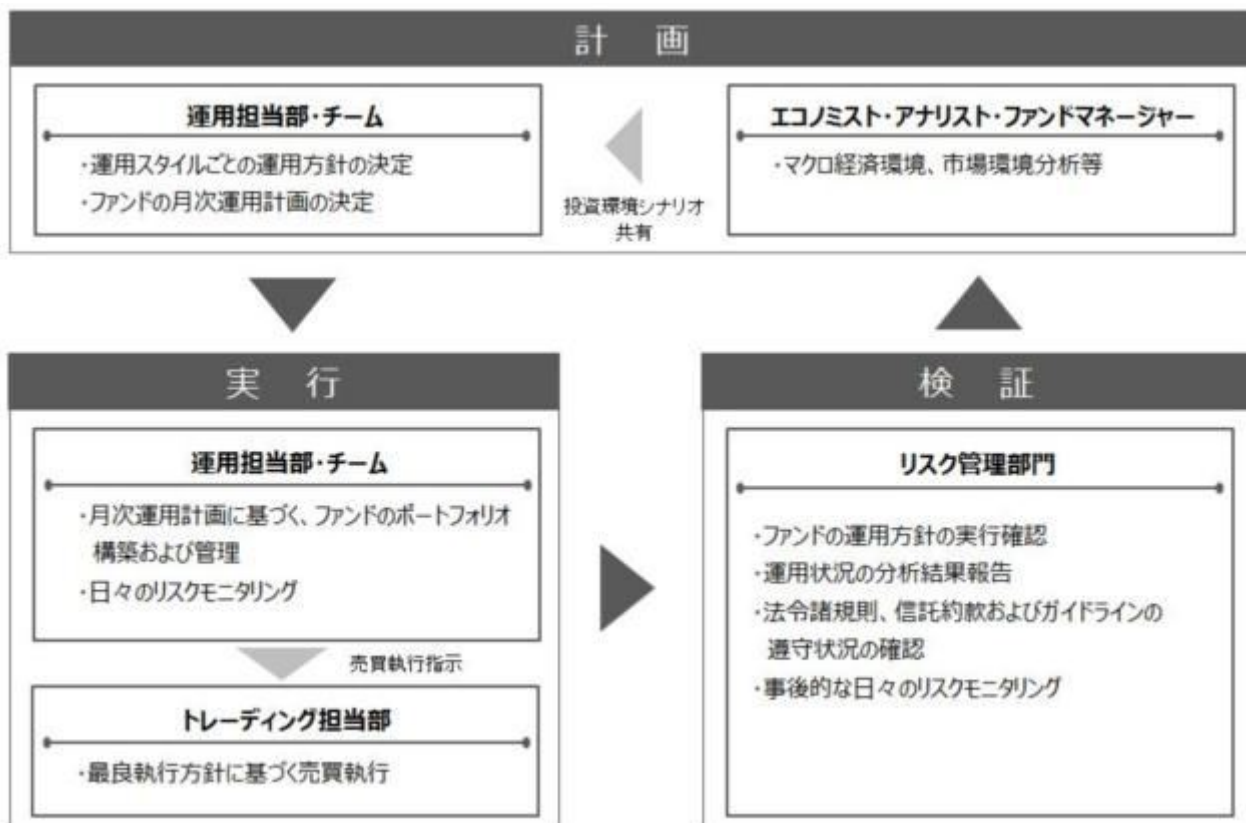 計 画
運用担当部・チーム
・運用スタイルごとの運用方針の決定
・ファンドの月次運用計画の決定
投資環境シナリオ
共有
エコノミスト・アナリスト・ファンドマネージャー
・マクロ経済環境、市場環境分析等
実 行
運用担当部・チーム
・月次運用計画に基づく、ファンドのポートフォリオ
構築および管理
・日々のリスクモニタリング
売買執行指示
トレーディング担当部
・最良執行方針に基づく売買執行
検 証
リスク管理部門
・ファンドの運用方針の実行確認
・運用状況の分析結果報告
・法令諸規則、信託約款およびガイドラインの
遵守状況の確認
・事後的な日々のリスクモニタリング